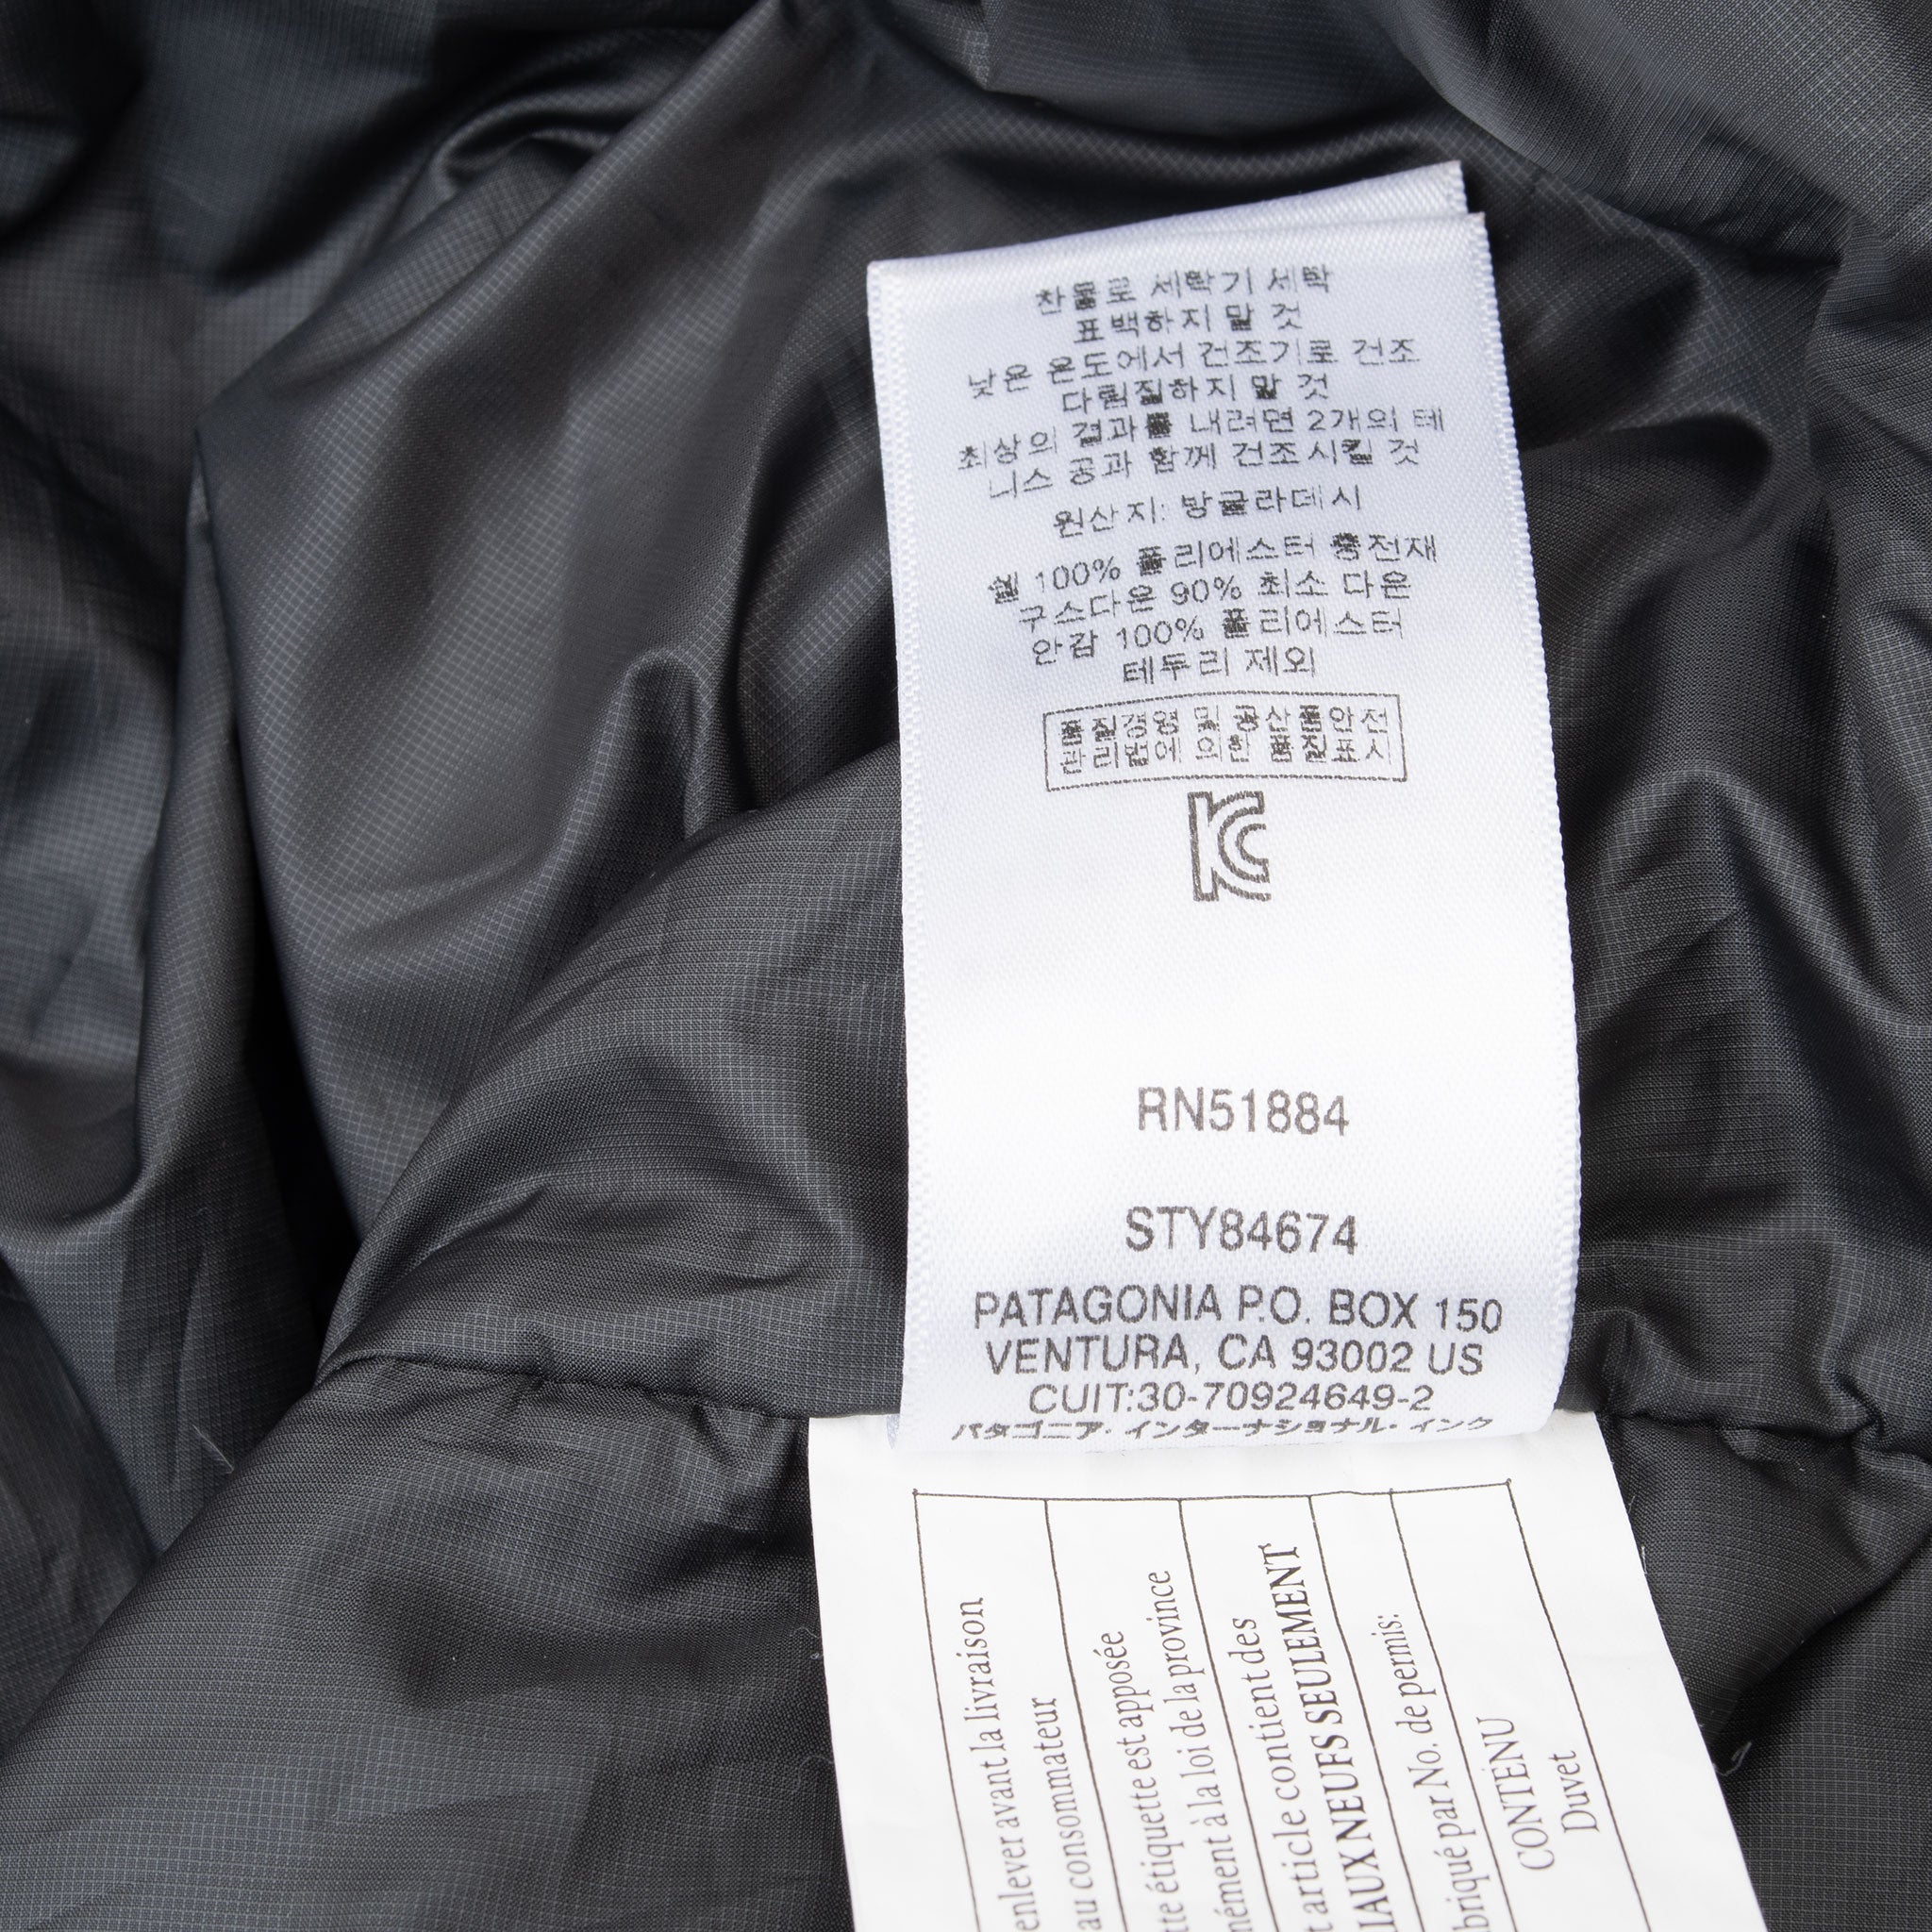 찬물로 세탁기 세탁
표백하지 말 것
낮은 온도에서 건조기로 건조
다림질하지 말 것
최상의 결과를 내려면 2개의 테
니스 공과 함께 건조시킬 것
원산지: 방글라데시
겉 100% 폴리에스터 충전재
구스다운 90% 최소 다운
안감 100% 폴리에스터
테두리 제외
품질경영 및 공산품안전
관리법에 의한 품질표시
KC
RN51884
STY84674
PATAGONIA P.O. BOX 150
VENTURA, CA 93002 US
CUIT:30-70924649-2
パタゴニア・インターナショナル・インク
enlever avant la livraison
au consommateur
étiquette est apposée
à la loi de la province
article contient des
NEUFS SEULEMENT
par No. de permis:
CONTENU
Duvet